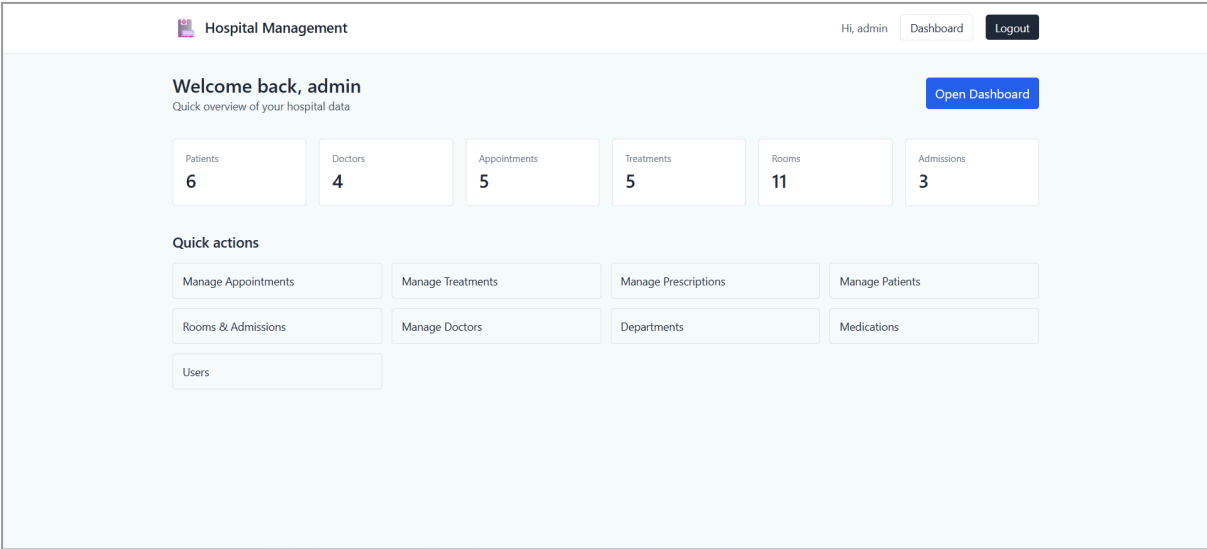 Hospital Management
Hi, admin Dashboard Logout
Welcome back, admin
Quick overview of your hospital data
Open Dashboard
Patients Doctors Appointments Treatments Rooms Admissions
6 4 5 5 11 3
Quick actions
Manage Appointments Manage Treatments Manage Prescriptions Manage Patients
Rooms & Admissions Manage Doctors Departments Medications
Users